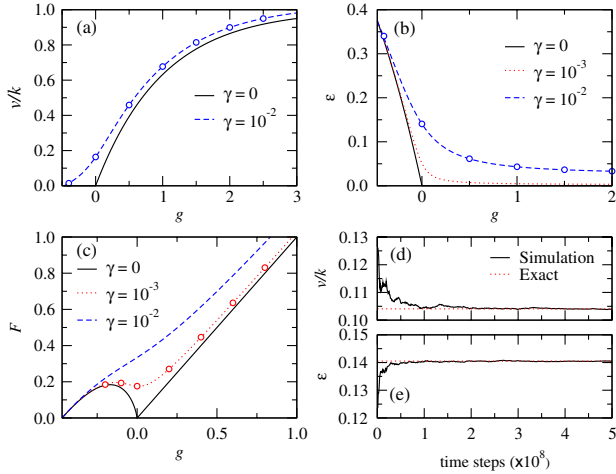 (a)
1.0
0.8
0.6
0.4
0.2
0.0
ν/k
γ = 0
γ = 10⁻²
0 1 2 3
g
(b)
0.4
0.3
0.2
0.1
0
ε
γ = 0
γ = 10⁻³
γ = 10⁻²
0 1 2
g
(c)
1.0
0.8
0.6
0.4
0.2
0.0
F
γ = 0
γ = 10⁻³
γ = 10⁻²
0.0 0.25 0.5 1.0
g
(d)
0.13
0.12
0.11
0.10
ν/k
Simulation
Exact
0.15
0.14
0.13
0.12
ε
(e)
0 1 2 3 4 5
time steps (×10⁸)